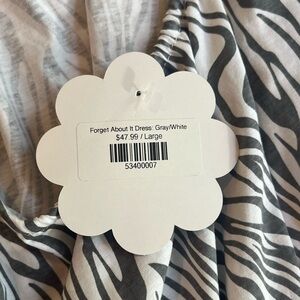 Forget About It Dress: Gray/White
$47.99 / Large
53400007